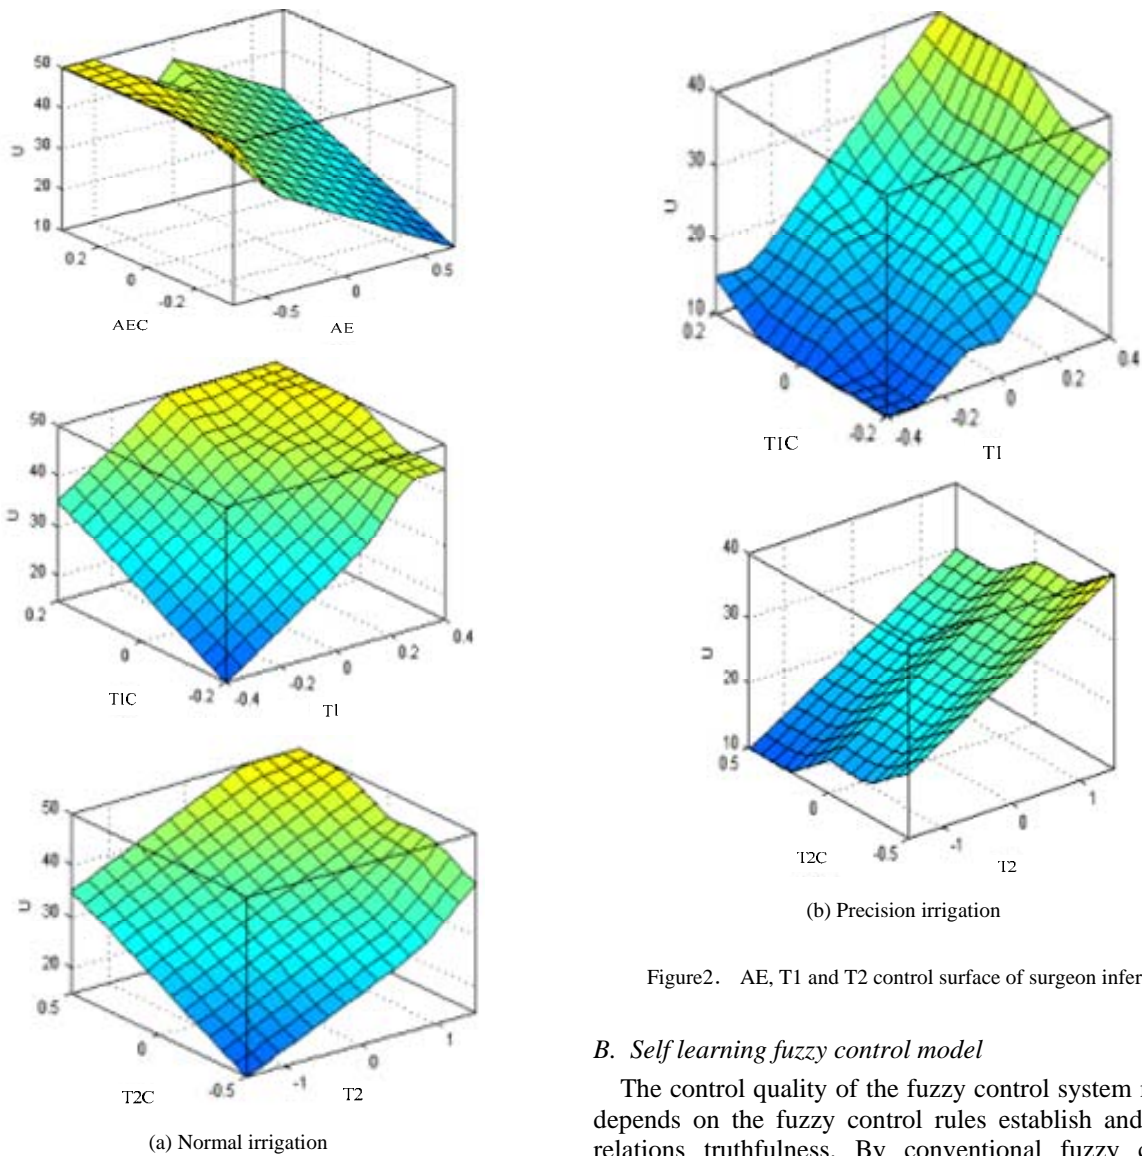 50
40
30
20
10
U
0.2
0
-0.2
AEC
-0.5
0
0.5
AE
50
40
30
20
U
0.2
0
-0.2
T1C
-0.4
-0.2
0
0.2
0.4
T1
50
40
30
20
U
0.5
0
-0.5
T2C
-1
0
1
T2
(a) Normal irrigation
40
30
20
10
U
0.2
0
-0.2
T1C
-0.4
-0.2
0
0.2
0.4
T1
40
30
20
10
U
0.5
0
-0.5
T2C
-1
0
1
T2
(b) Precision irrigation
Figure2． AE, T1 and T2 control surface of surgeon infer
B. Self learning fuzzy control model
The control quality of the fuzzy control system
depends on the fuzzy control rules establish and
relations truthfulness. By conventional fuzzy